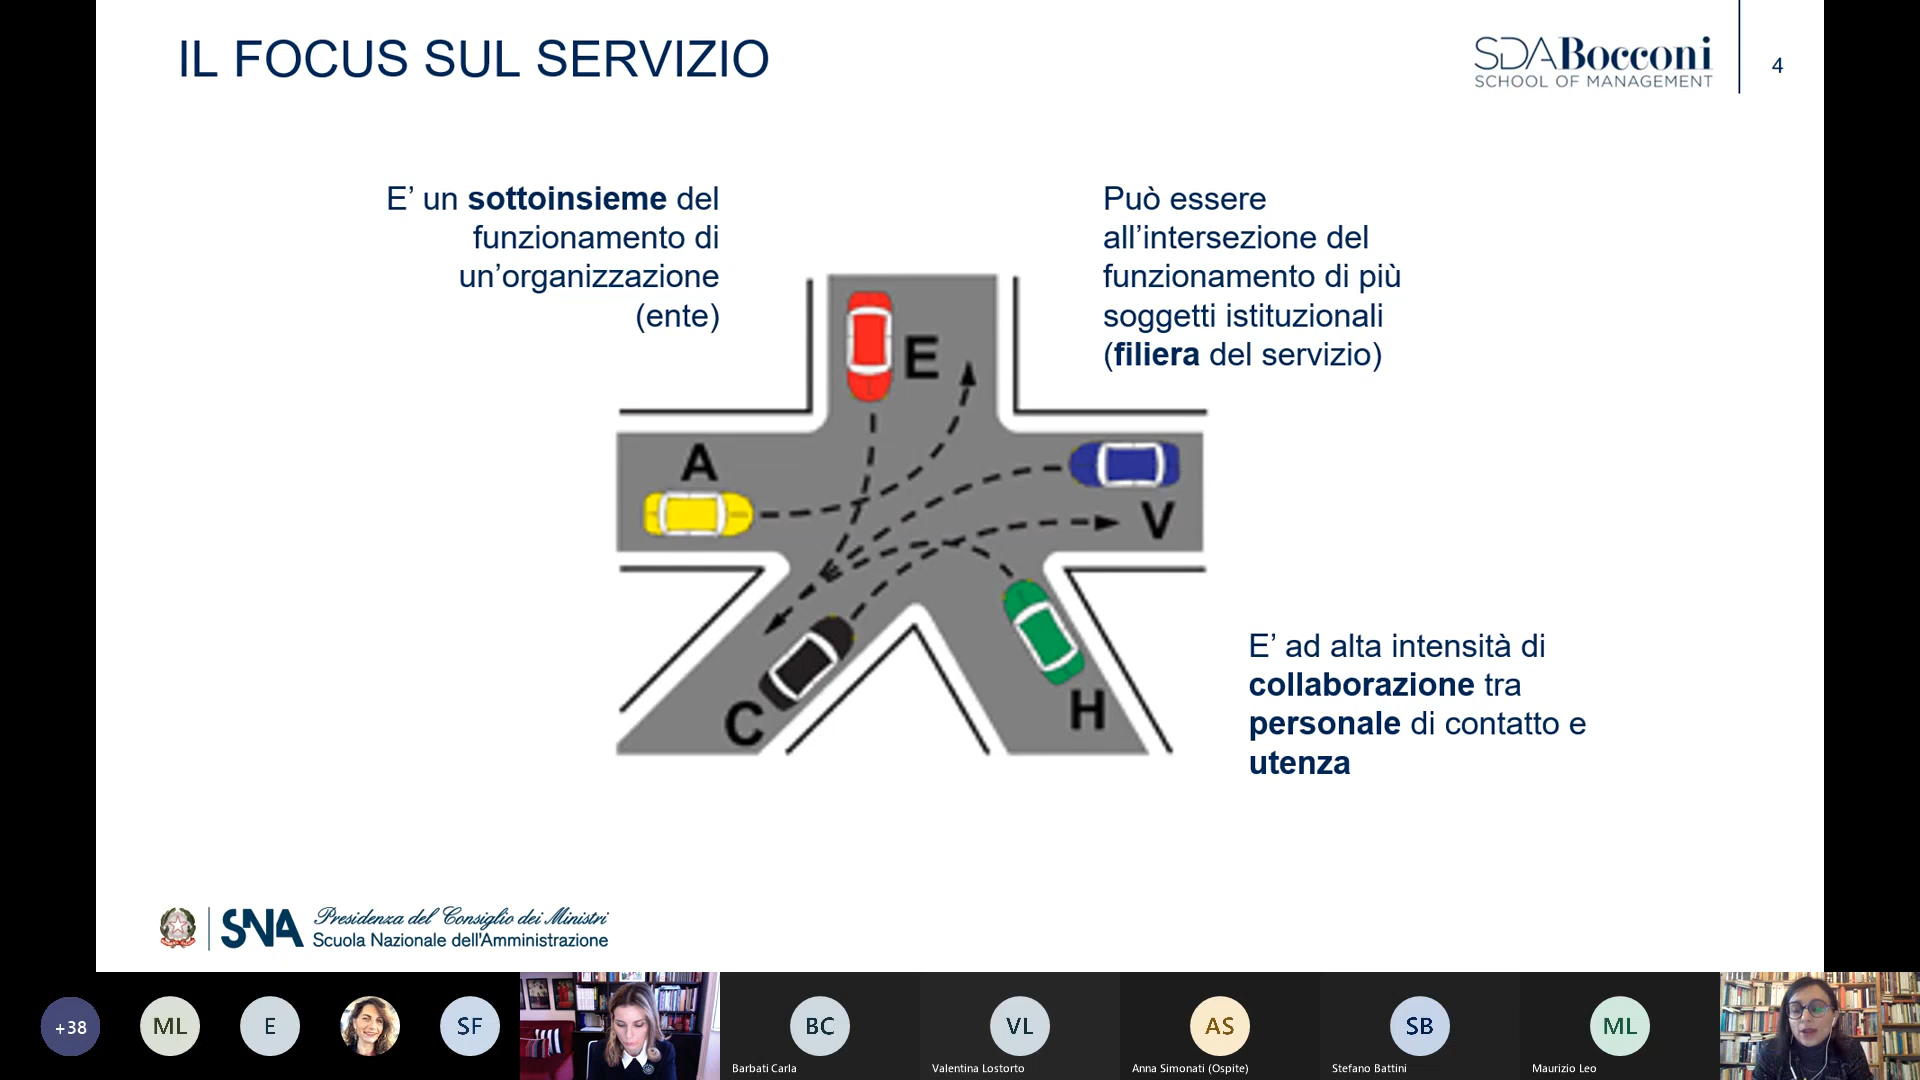 IL FOCUS SUL SERVIZIO
SDA Bocconi
SCHOOL OF MANAGEMENT
4
E’ un sottoinsieme del
funzionamento di
un’organizzazione
(ente)
Può essere
all’intersezione del
funzionamento di più
soggetti istituzionali
(filiera del servizio)
E
A
V
C
H
E’ ad alta intensità di
collaborazione tra
personale di contatto e
utenza
SNA
Presidenza del Consiglio dei Ministri
Scuola Nazionale dell'Amministrazione
+38
ML
E
SF
BC
Barbati Carla
VL
Valentina Lostorto
AS
Anna Simonati (Ospite)
SB
Stefano Battini
ML
Maurizio Leo